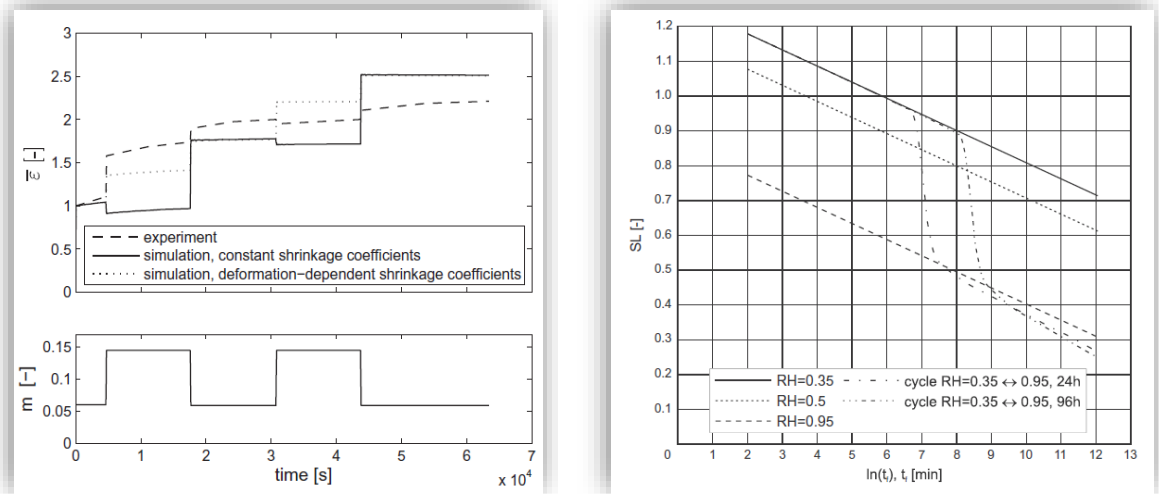 3
2.5
2
1.5
1
0.5
0
ε̅ [-]
experiment
simulation, constant shrinkage coefficients
simulation, deformation−dependent shrinkage coefficients
0.15
0.1
0.05
0
m [−]
0 1 2 3 4 5 6 7
time [s]
x 10⁴
1.2
1.1
1.0
0.9
0.8
0.7
0.6
0.5
0.4
0.3
0.2
0.1
SL [-]
RH=0.35
RH=0.5
RH=0.95
cycle RH=0.35 ↔ 0.95, 24h
cycle RH=0.35 ↔ 0.95, 96h
0 1 2 3 4 5 6 7 8 9 10 11 12 13
ln(tᵢ), tᵢ [min]